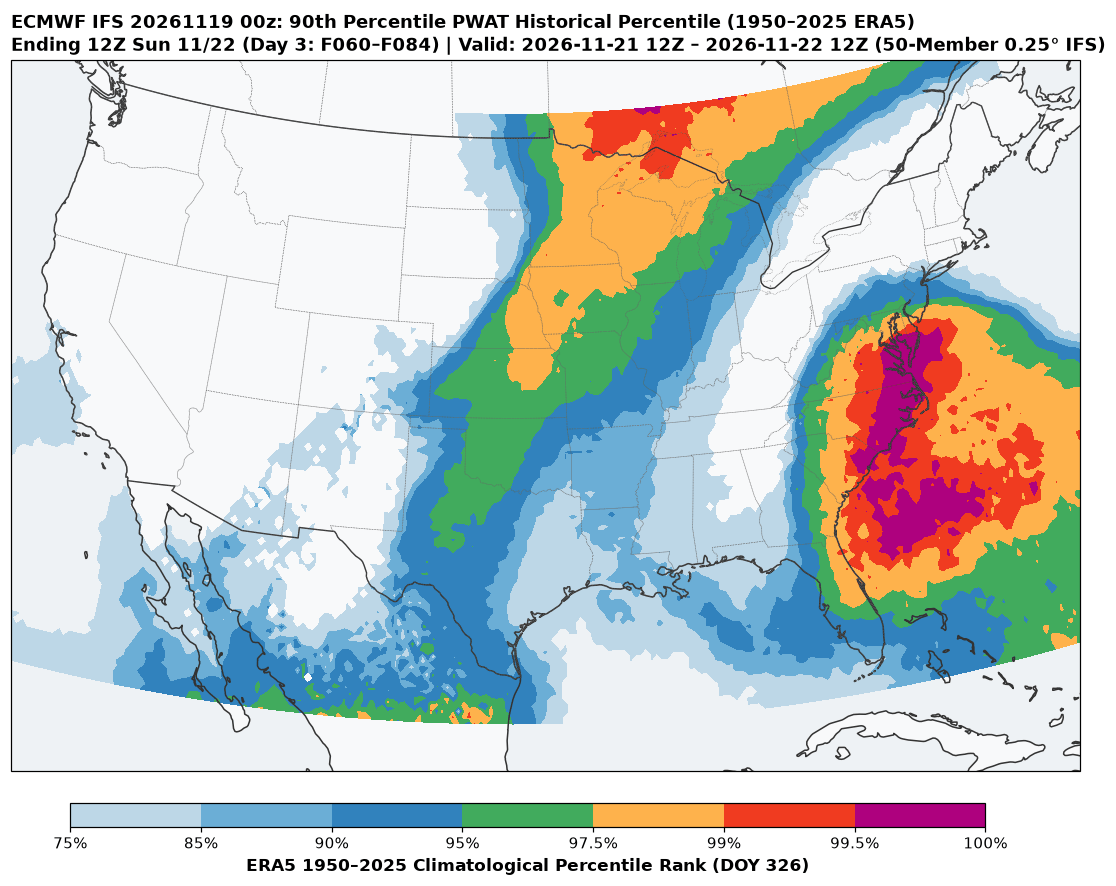 ECMWF IFS 20261119 00z: 90th Percentile PWAT Historical Percentile (1950–2025 ERA5)
Ending 12Z Sun 11/22 (Day 3: F060–F084) | Valid: 2026-11-21 12Z – 2026-11-22 12Z (50-Member 0.25° IFS)
75% 85% 90% 95% 97.5% 99% 99.5% 100%
ERA5 1950–2025 Climatological Percentile Rank (DOY 326)